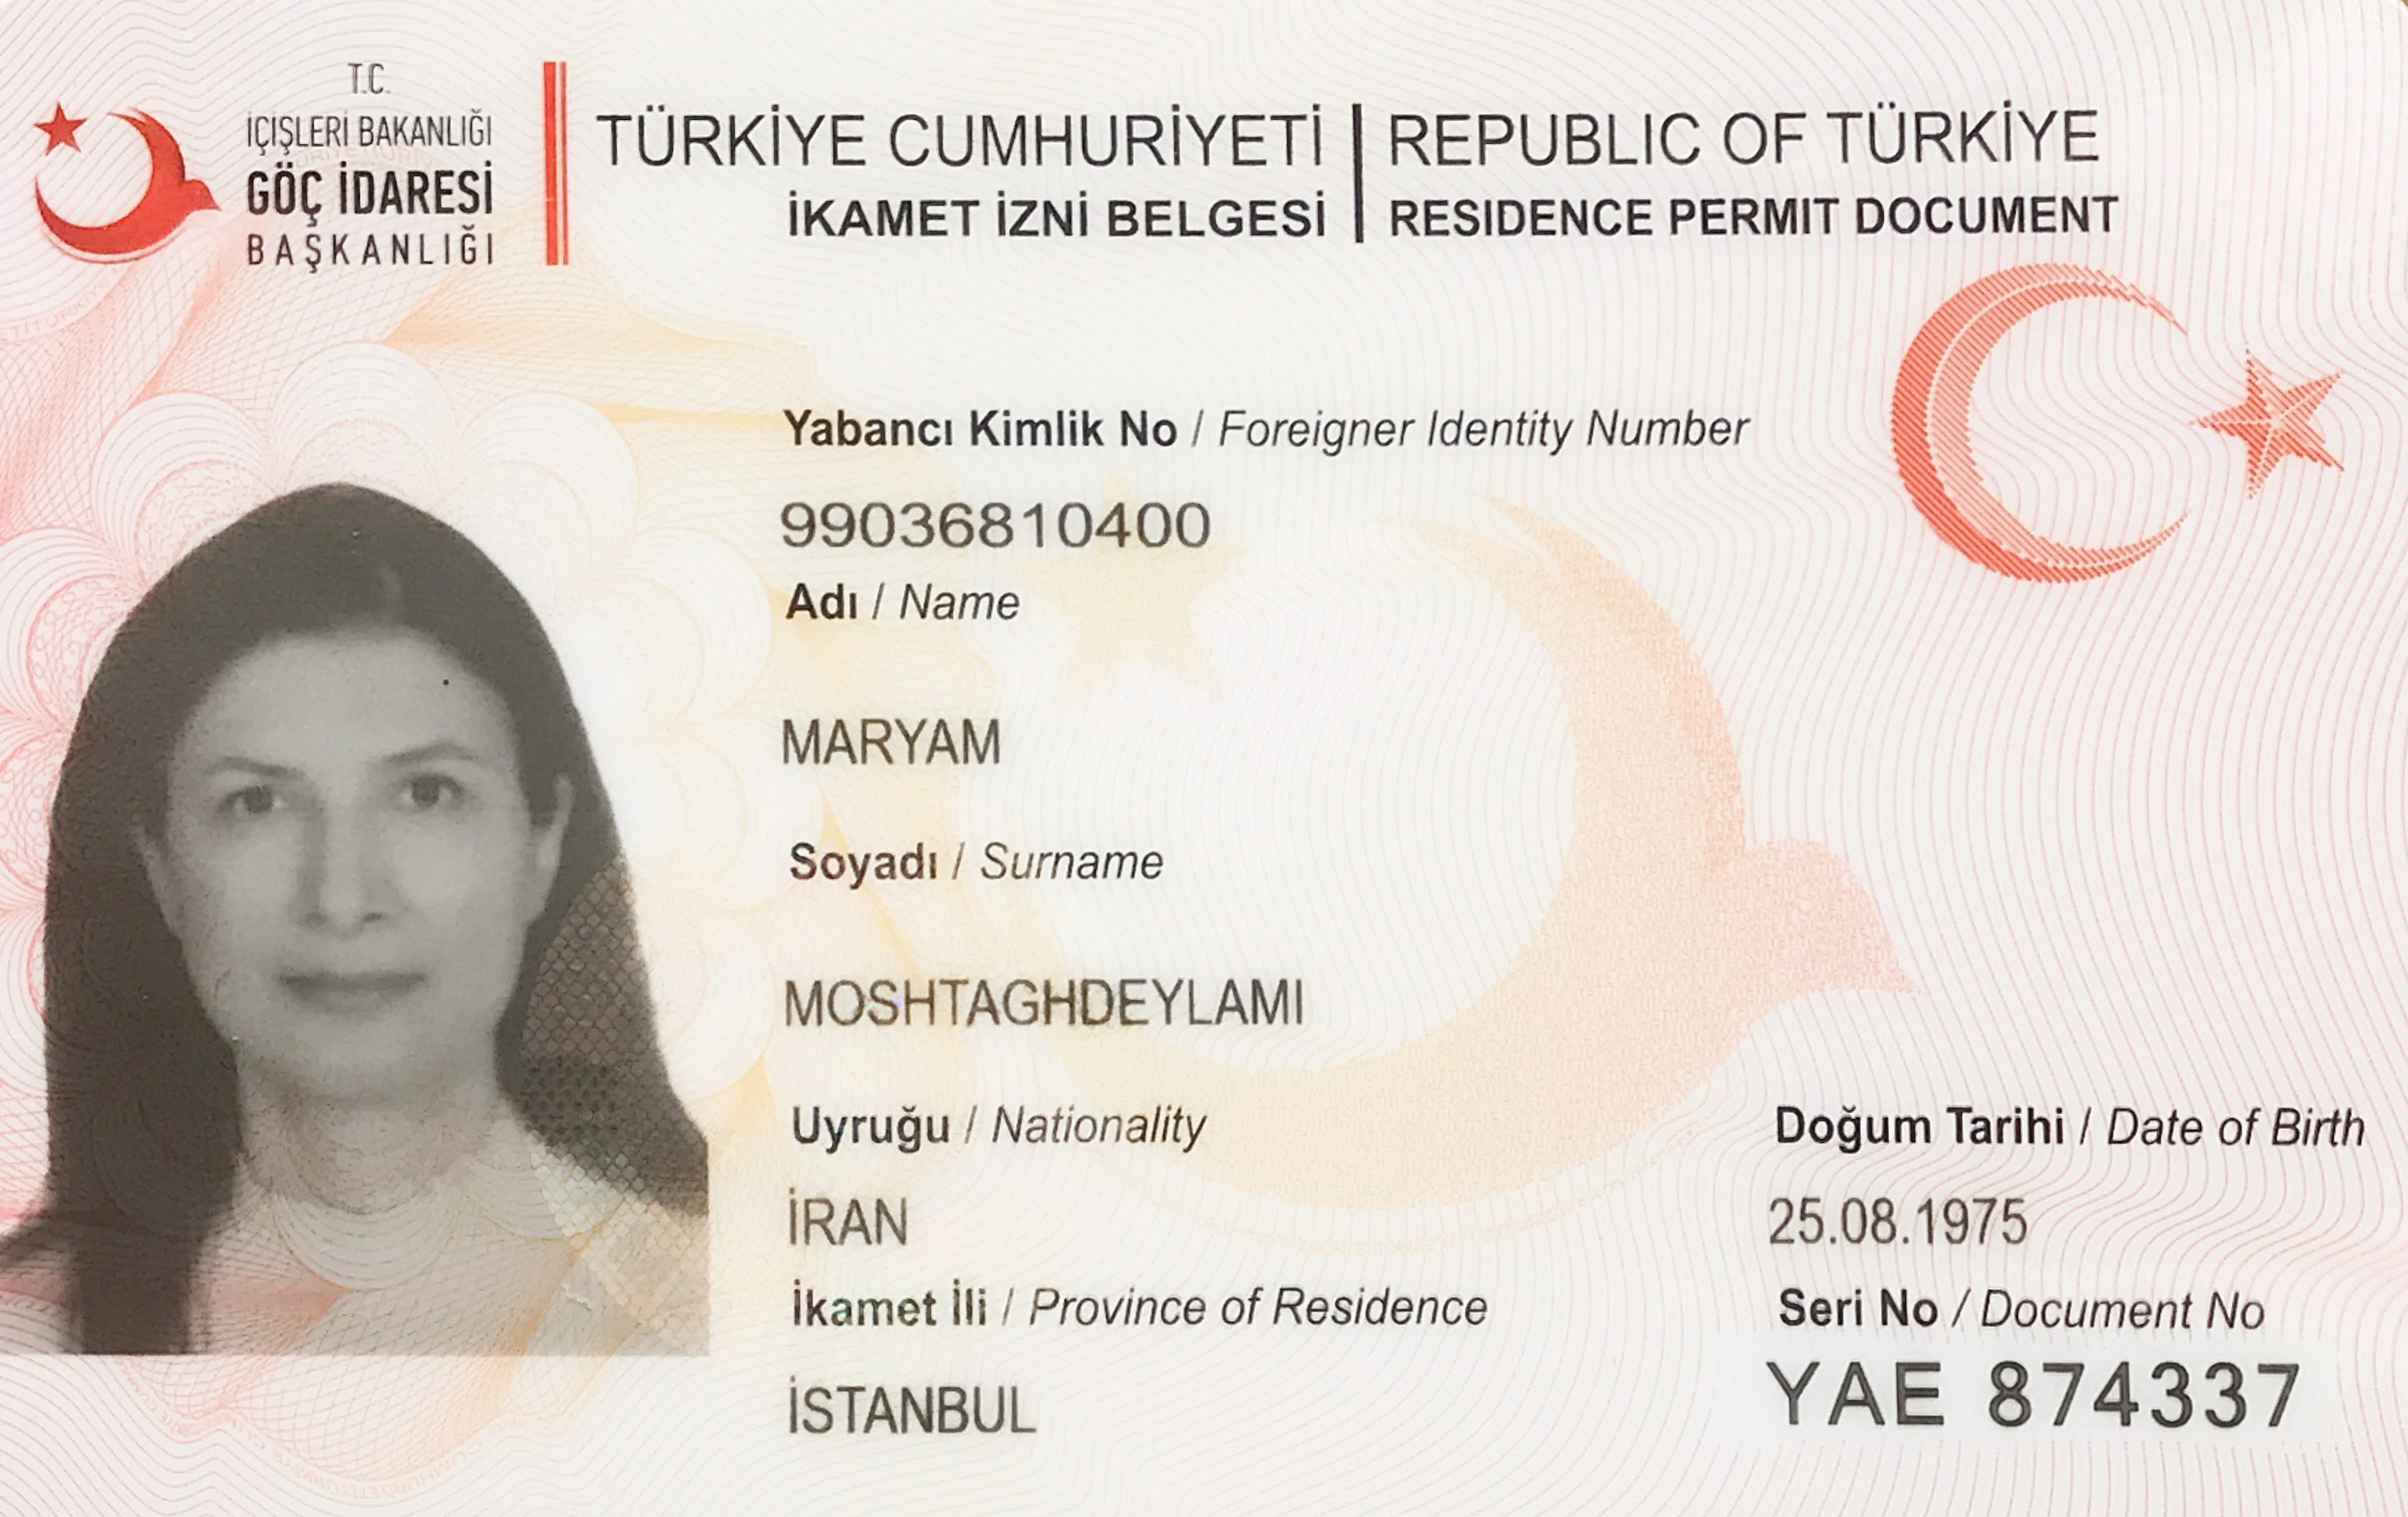 T.C.
İÇİŞLERİ BAKANLIĞI
GÖÇ İDARESİ
BAŞKANLIĞI
TÜRKİYE CUMHURİYETİ
İKAMET İZNİ BELGESİ
REPUBLIC OF TÜRKİYE
RESIDENCE PERMIT DOCUMENT
Yabancı Kimlik No / Foreigner Identity Number
99036810400
Adı / Name
MARYAM
Soyadı / Surname
MOSHTAGHDEYLAMI
Uyruğu / Nationality
İRAN
Doğum Tarihi / Date of Birth
25.08.1975
İkamet İli / Province of Residence
İSTANBUL
Seri No / Document No
YAE 874337